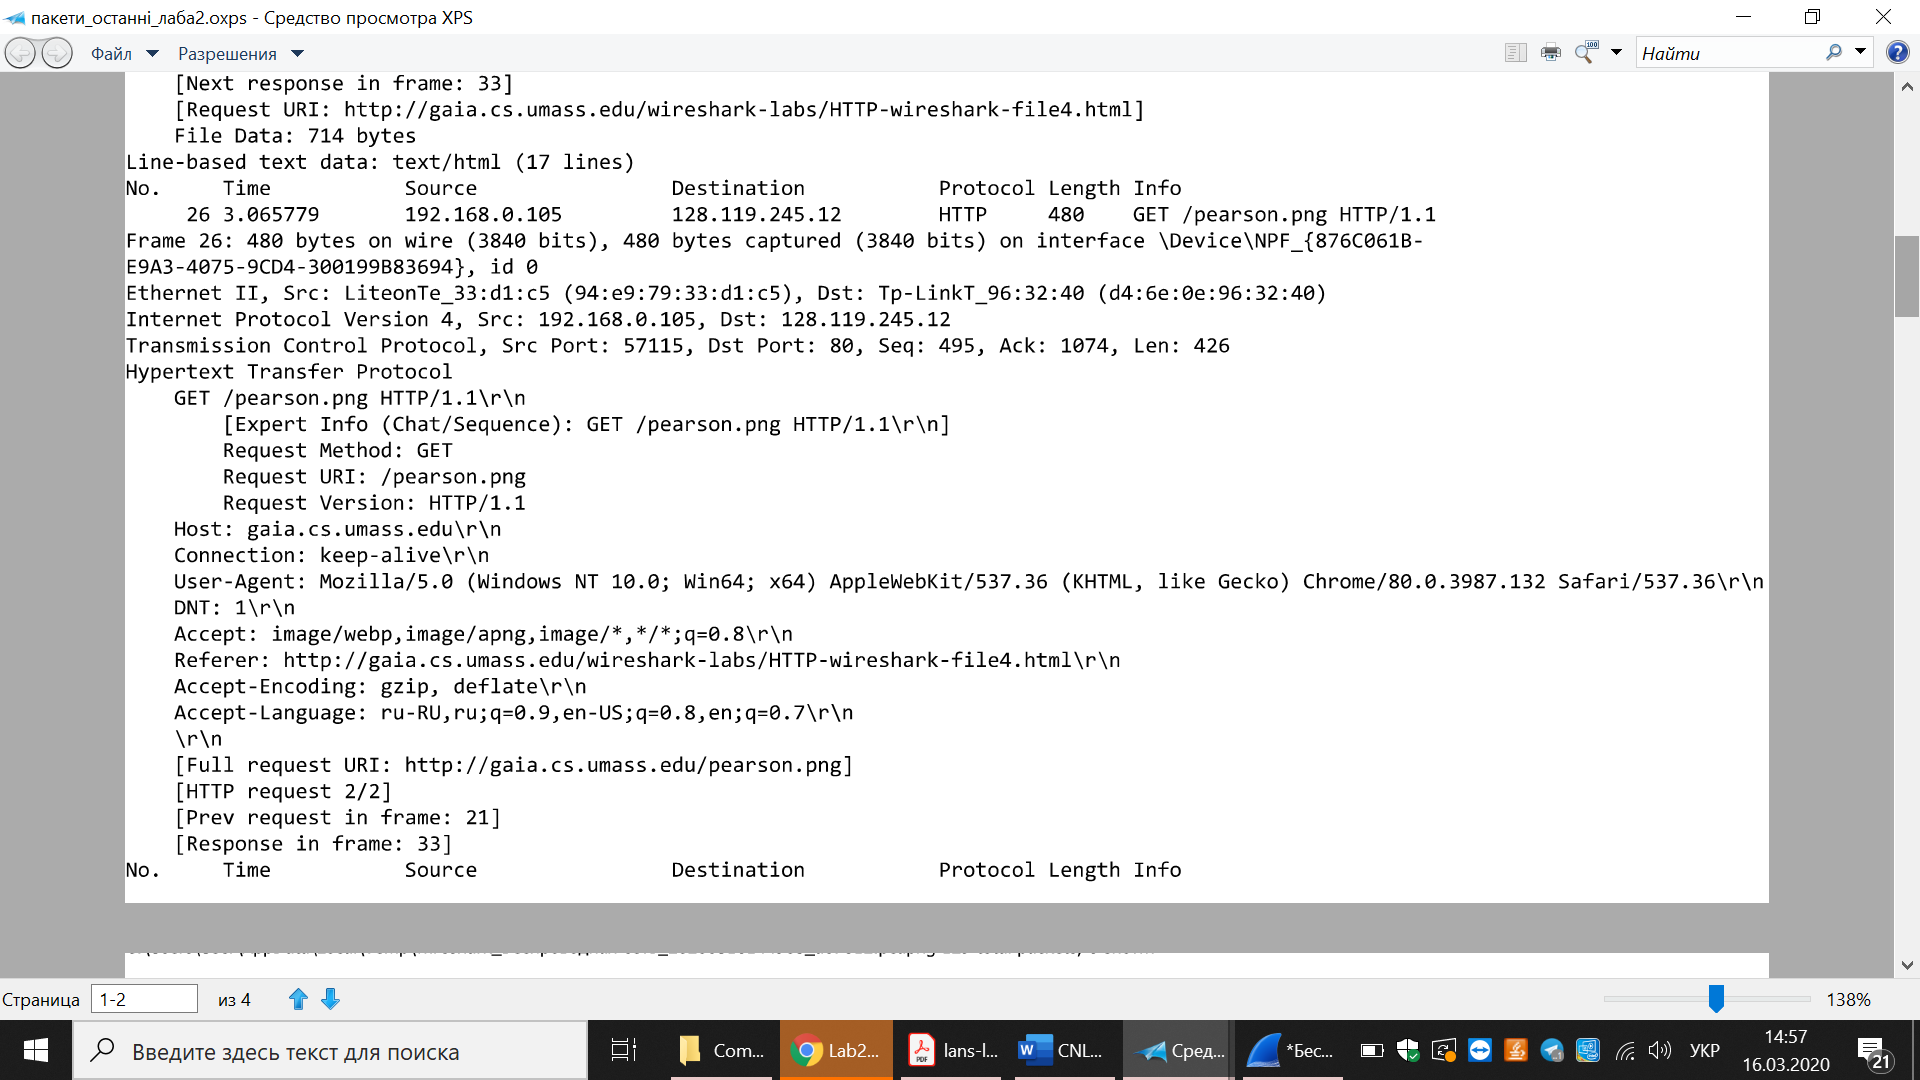 пакети_останні_лаба2.oxps - Средство просмотра XPS
Файл Разрешения Найти
[Next response in frame: 33]
[Request URI: http://gaia.cs.umass.edu/wireshark-labs/HTTP-wireshark-file4.html]
File Data: 714 bytes
Line-based text data: text/html (17 lines)
No. Time Source Destination Protocol Length Info
26 3.065779 192.168.0.105 128.119.245.12 HTTP 480 GET /pearson.png HTTP/1.1
Frame 26: 480 bytes on wire (3840 bits), 480 bytes captured (3840 bits) on interface \Device\NPF_{876C061B-
E9A3-4075-9CD4-300199B83694}, id 0
Ethernet II, Src: LiteonTe_33:d1:c5 (94:e9:79:33:d1:c5), Dst: Tp-LinkT_96:32:40 (d4:6e:0e:96:32:40)
Internet Protocol Version 4, Src: 192.168.0.105, Dst: 128.119.245.12
Transmission Control Protocol, Src Port: 57115, Dst Port: 80, Seq: 495, Ack: 1074, Len: 426
Hypertext Transfer Protocol
GET /pearson.png HTTP/1.1\r\n
[Expert Info (Chat/Sequence): GET /pearson.png HTTP/1.1\r\n]
Request Method: GET
Request URI: /pearson.png
Request Version: HTTP/1.1
Host: gaia.cs.umass.edu\r\n
Connection: keep-alive\r\n
User-Agent: Mozilla/5.0 (Windows NT 10.0; Win64; x64) AppleWebKit/537.36 (KHTML, like Gecko) Chrome/80.0.3987.132 Safari/537.36\r\n
DNT: 1\r\n
Accept: image/webp,image/apng,image/*,*/*;q=0.8\r\n
Referer: http://gaia.cs.umass.edu/wireshark-labs/HTTP-wireshark-file4.html\r\n
Accept-Encoding: gzip, deflate\r\n
Accept-Language: ru-RU,ru;q=0.9,en-US;q=0.8,en;q=0.7\r\n
\r\n
[Full request URI: http://gaia.cs.umass.edu/pearson.png]
[HTTP request 2/2]
[Prev request in frame: 21]
[Response in frame: 33]
No. Time Source Destination Protocol Length Info
Страница 1-2 из 4 138%
Введите здесь текст для поиска Com... Lab2... lans-l... CNL... Сред... *Бес... УКР 14:57
16.03.2020 21